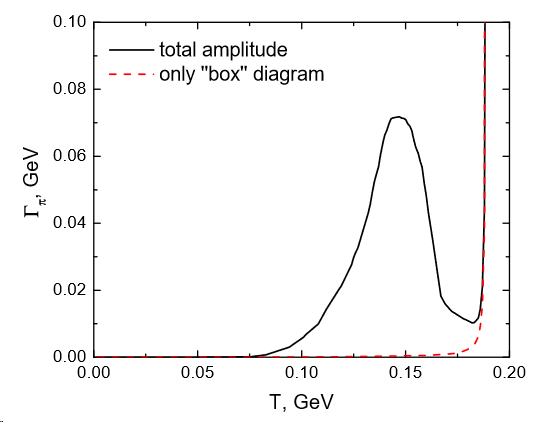 0.10
total amplitude
only "box" diagram
0.08
0.06
Γπ, GeV
0.04
0.02
0.00
0.00 0.05 0.10 0.15 0.20
T, GeV